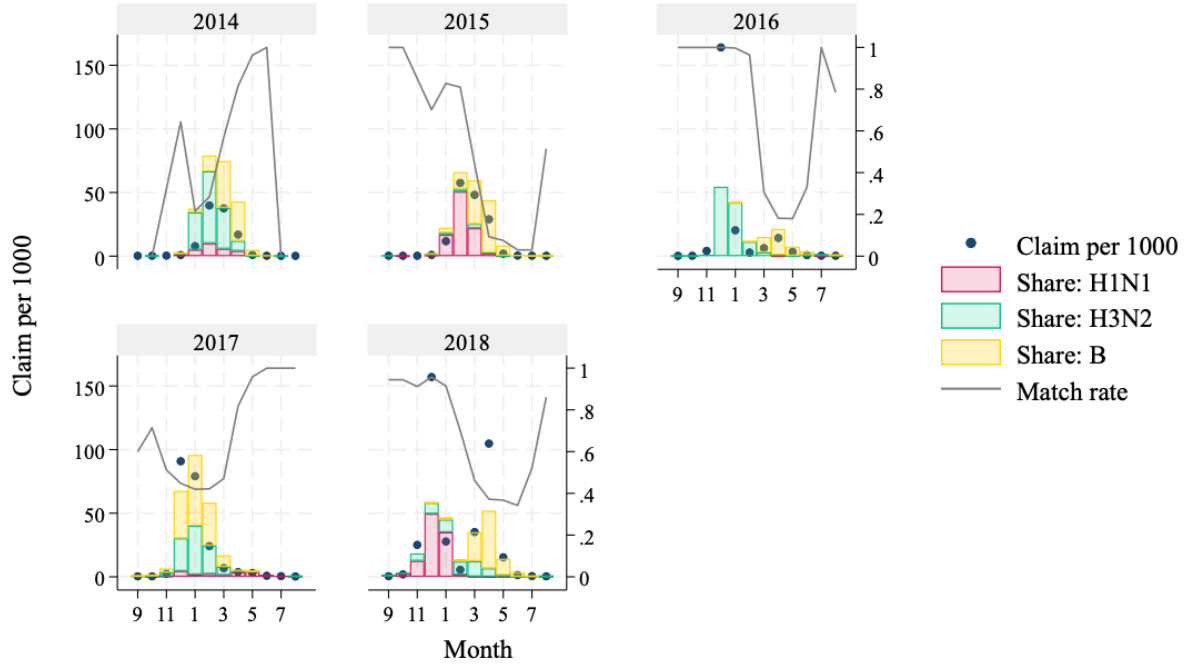 2014
2015
2016
150
100
50
0
1
.8
.6
.4
.2
0
9 11 1 3 5 7
Claim per 1000
Claim per 1000
Share: H1N1
Share: H3N2
Share: B
Match rate
2017
2018
150
100
50
0
1
.8
.6
.4
.2
0
9 11 1 3 5 7
9 11 1 3 5 7
Month